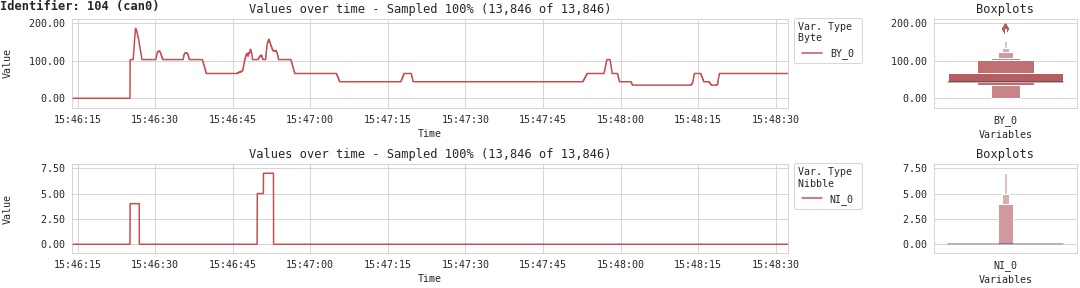 Identifier: 104 (can0)
Values over time - Sampled 100% (13,846 of 13,846)
Value
200.00
100.00
0.00
15:46:15 15:46:30 15:46:45 15:47:00 15:47:15 15:47:30 15:47:45 15:48:00 15:48:15 15:48:30
Time
Var. Type
Byte
BY_0
Boxplots
200.00
100.00
0.00
BY_0
Variables
Values over time - Sampled 100% (13,846 of 13,846)
Value
7.50
5.00
2.50
0.00
15:46:15 15:46:30 15:46:45 15:47:00 15:47:15 15:47:30 15:47:45 15:48:00 15:48:15 15:48:30
Time
Var. Type
Nibble
NI_0
Boxplots
7.50
5.00
2.50
0.00
NI_0
Variables